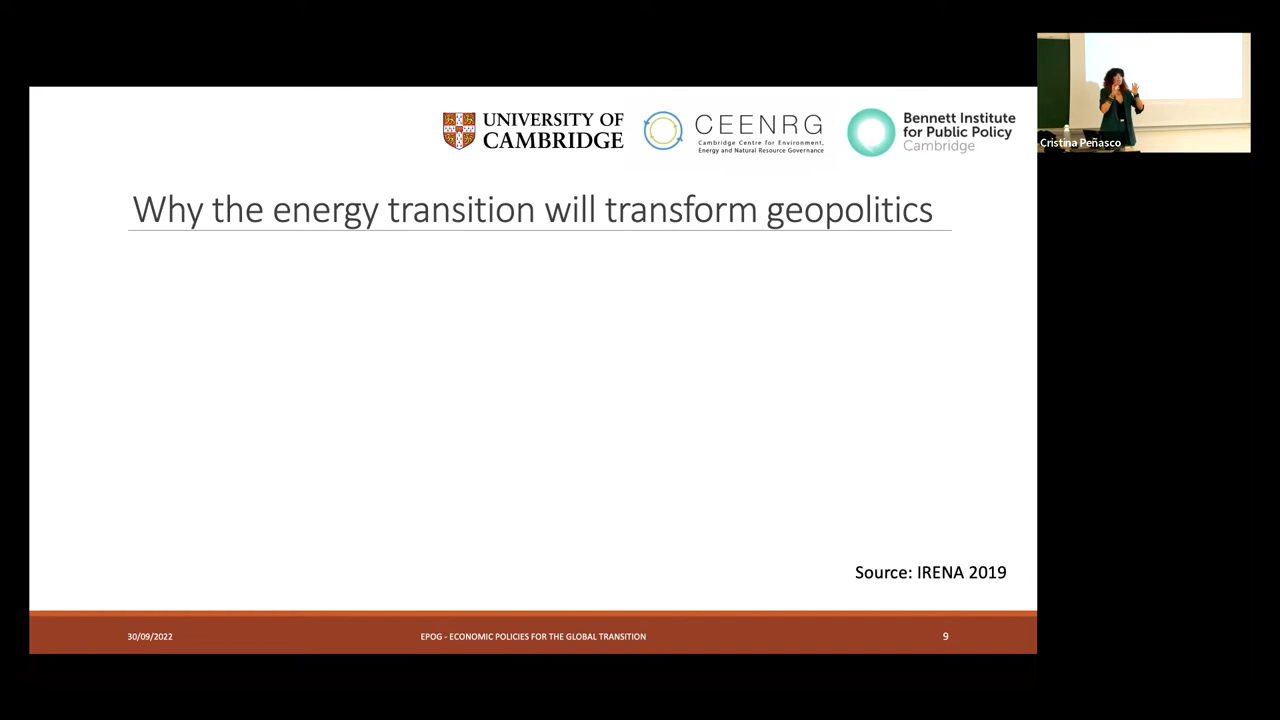 UNIVERSITY OF
CAMBRIDGE
CEENRG
Cambridge Centre for Environment,
Energy and Natural Resource Governance
Bennett Institute
for Public Policy
Cambridge
Cristina Peñasco
Why the energy transition will transform geopolitics
Source: IRENA 2019
30/09/2022
EPOG - ECONOMIC POLICIES FOR THE GLOBAL TRANSITION
9